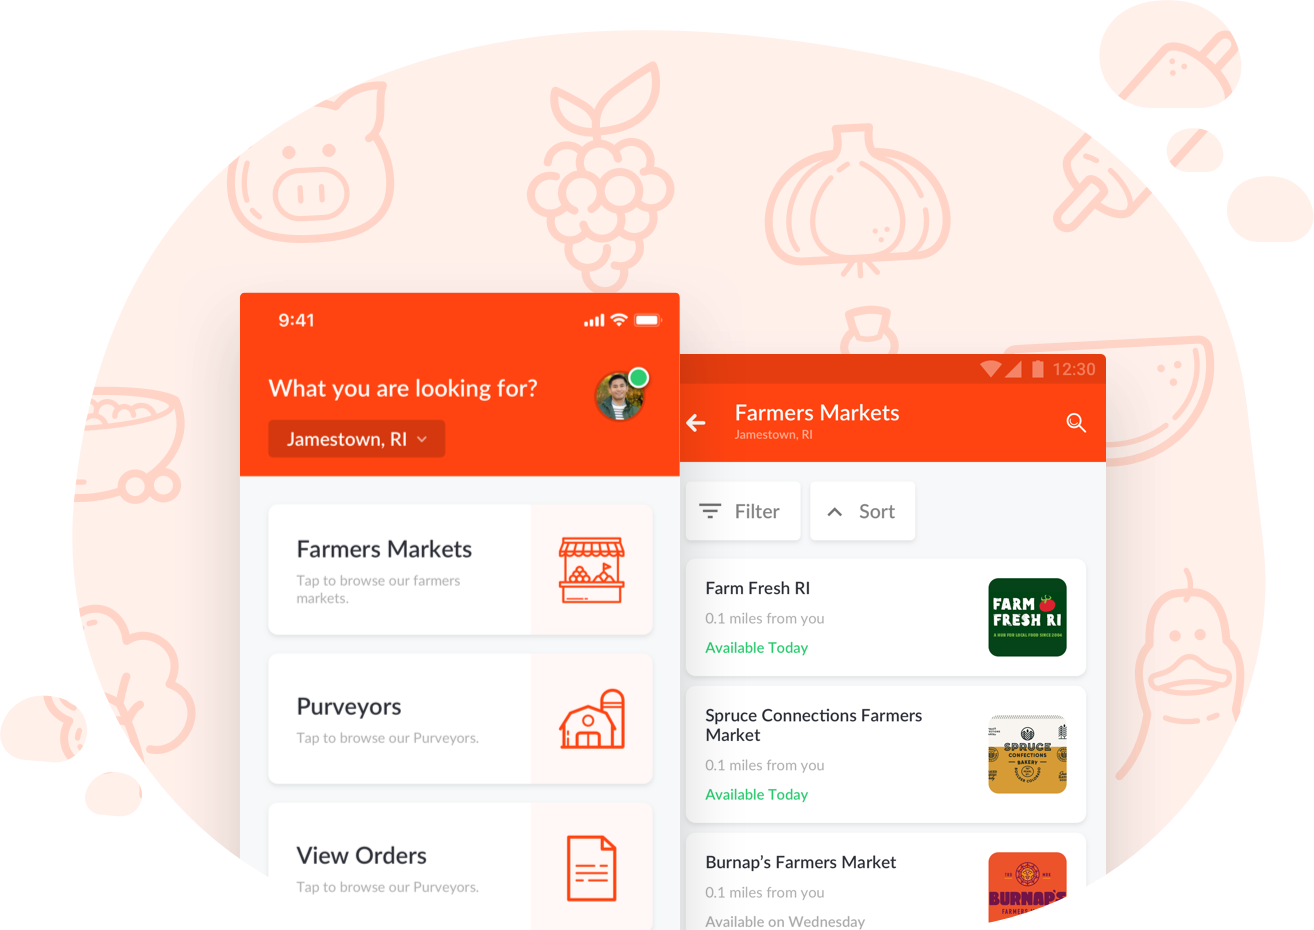 9:41
What you are looking for?
Jamestown, RI
Farmers Markets
Tap to browse our farmers
markets.
Purveyors
Tap to browse our Purveyors.
View Orders
Tap to browse our Purveyors.
12:30
Farmers Markets
Jamestown, RI
Filter
Sort
Farm Fresh RI
0.1 miles from you
Available Today
FARM
FRESH RI
A HUB FOR LOCAL FOOD SINCE 2004
Spruce Connections Farmers
Market
0.1 miles from you
Available Today
SPRUCE
CONFECTIONS
BAKERY
Burnap’s Farmers Market
0.1 miles from you
Available on Wednesday
BURNAP'S
FARMERS